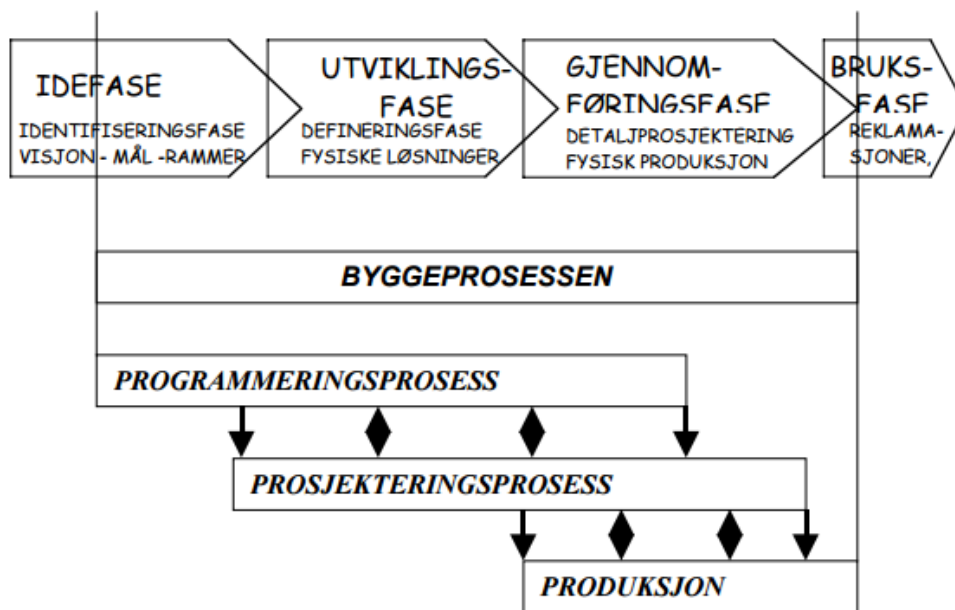 IDEFASE
IDENTIFISERINGSFASE
VISJON - MÅL -RAMMER
UTVIKLINGS-
FASE
DEFINERINGSFASE
FYSISKE LØSNINGER
GJENNOM-
FØRINGSFASE
DETALJPROSJEKTERING
FYSISK PRODUKSJON
BRUKS-
FASE
REKLAMA-
SJONER,
BYGGEPROSESSEN
PROGRAMMERINGSPROSESS
PROSJEKTERINGSPROSESS
PRODUKSJON